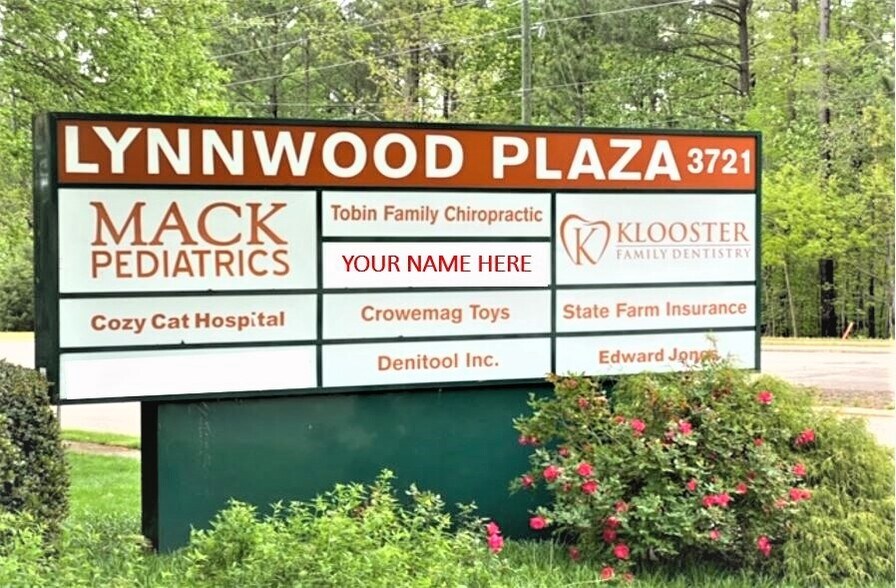 LYNNWOOD PLAZA 3721
MACK
PEDIATRICS
Cozy Cat Hospital
Tobin Family Chiropractic
YOUR NAME HERE
Crowemag Toys
Denitool Inc.
K KLOOSTER
FAMILY DENTISTRY
State Farm Insurance
Edward Jones